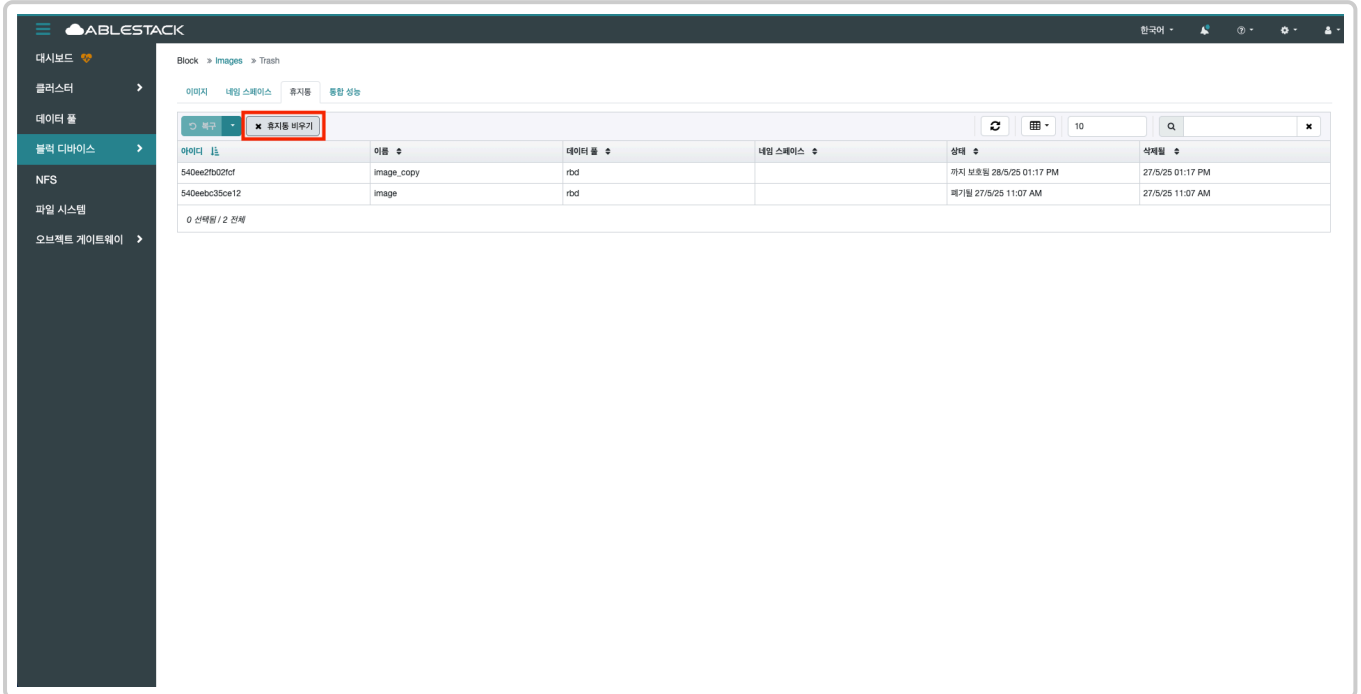 ABLESTACK
한국어
대시보드
클러스터
데이터 풀
블럭 디바이스
NFS
파일 시스템
오브젝트 게이트웨이
Block » Images » Trash
이미지 네임 스페이스 휴지통 통합 성능
복구 휴지통 비우기 10
아이디 이름 데이터 풀 네임 스페이스 상태 삭제됨
540ee2fb02fcf image_copy rbd 까지 보호됨 28/5/25 01:17 PM 27/5/25 01:17 PM
540eebc35ce12 image rbd 폐기될 27/5/25 11:07 AM 27/5/25 11:07 AM
0 선택됨 / 2 전체